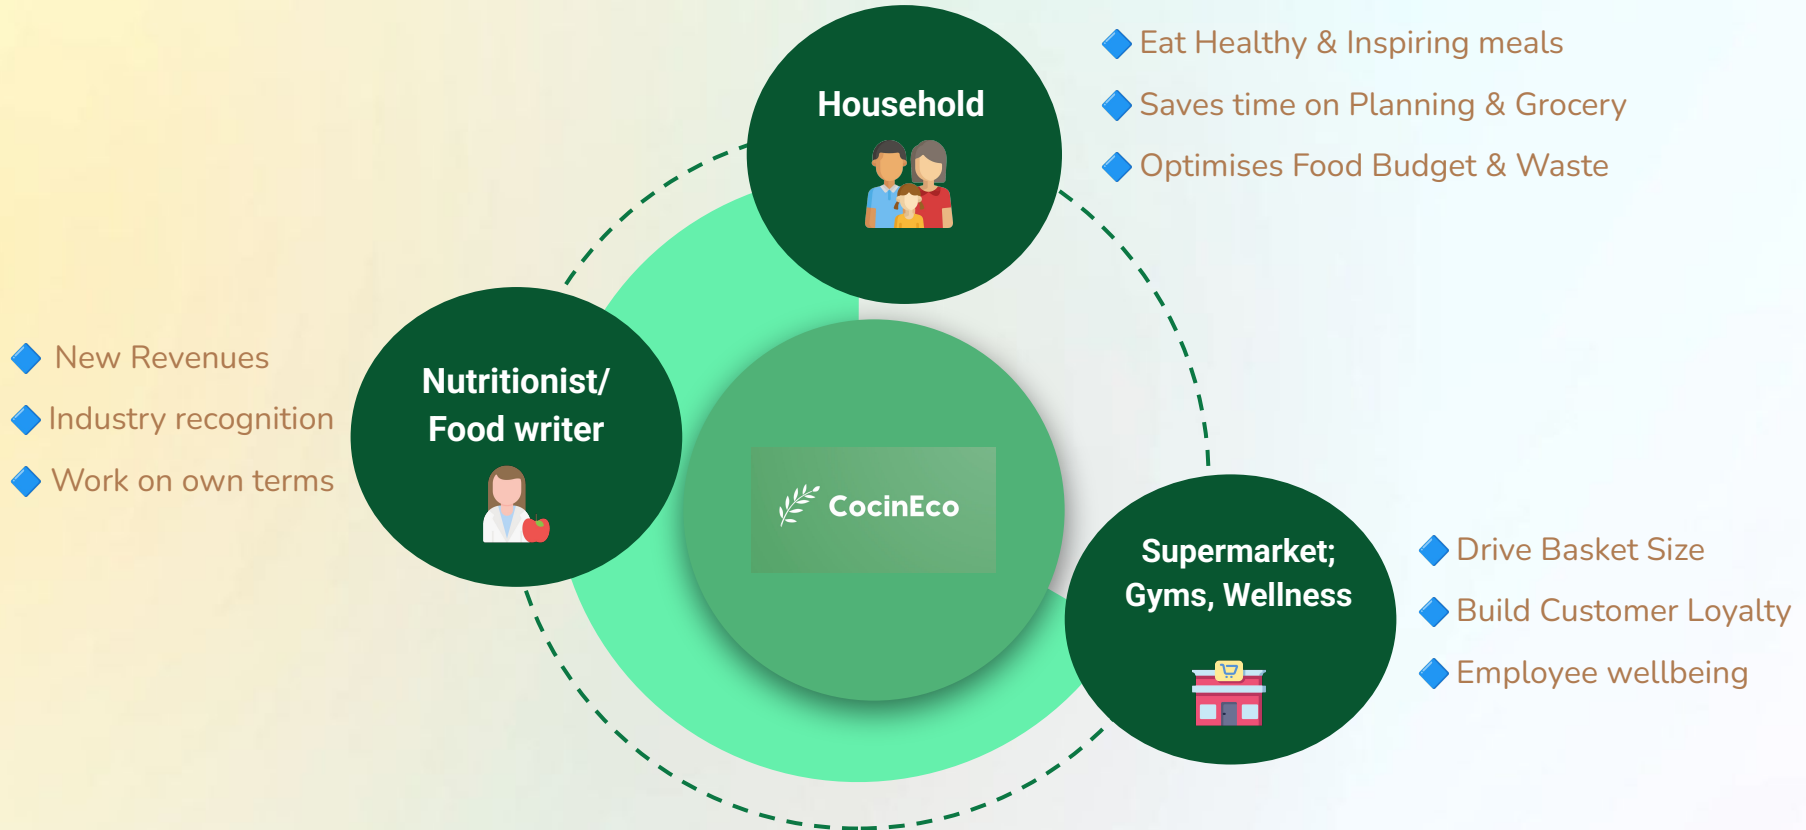 Household
Eat Healthy & Inspiring meals
Saves time on Planning & Grocery
Optimises Food Budget & Waste
Nutritionist/
Food writer
New Revenues
Industry recognition
Work on own terms
CocinEco
Supermarket;
Gyms, Wellness
Drive Basket Size
Build Customer Loyalty
Employee wellbeing